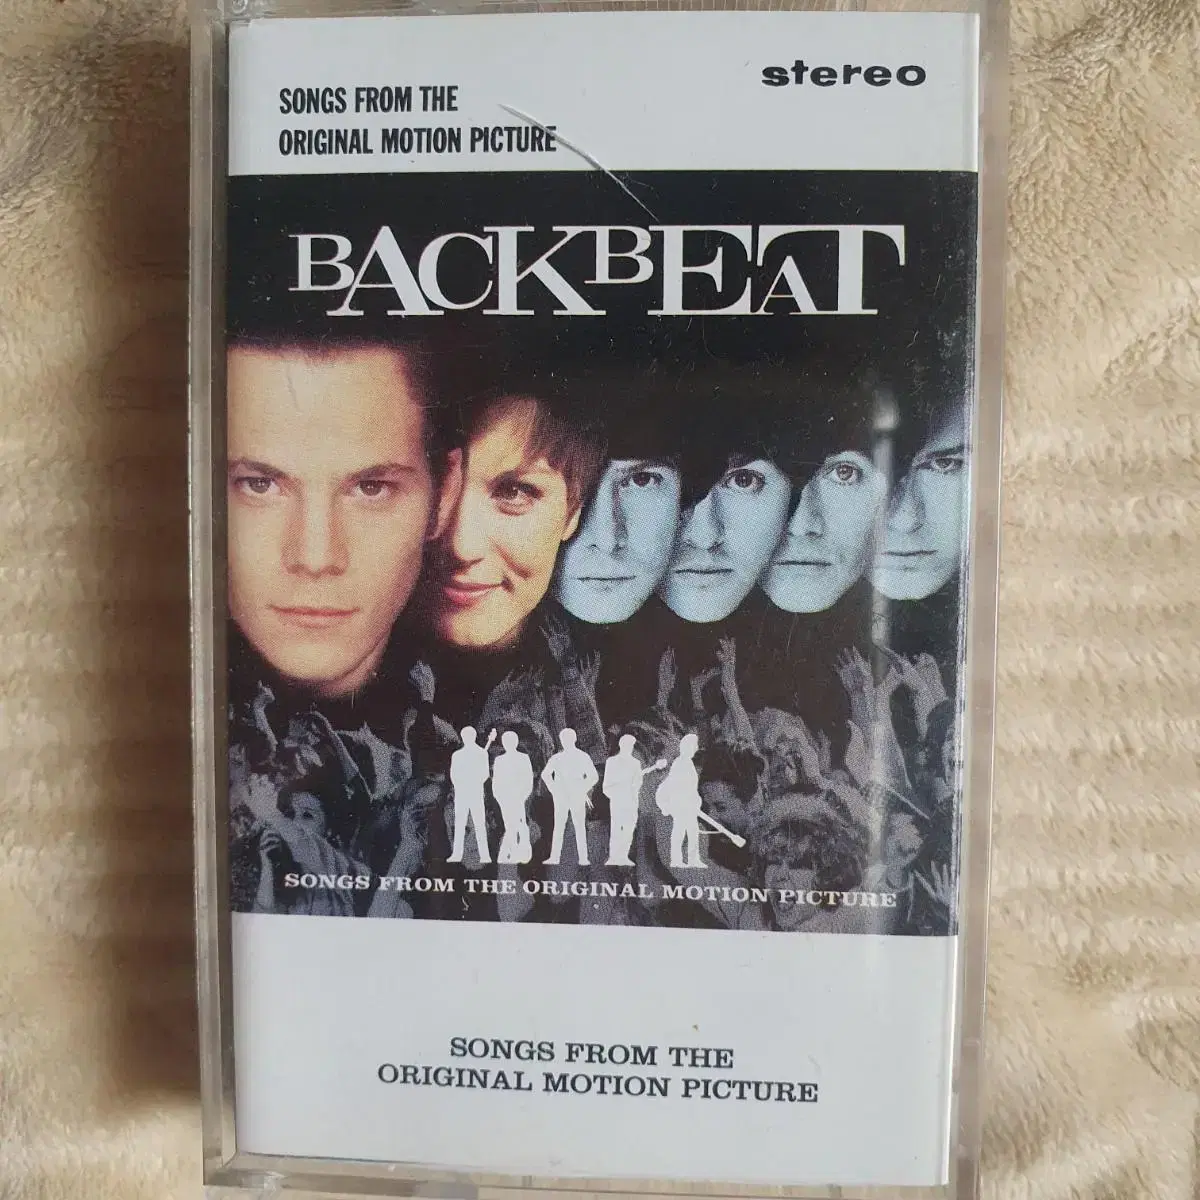 SONGS FROM THE
ORIGINAL MOTION PICTURE
stereo
BACKBEAT
SONGS FROM THE ORIGINAL MOTION PICTURE
SONGS FROM THE
ORIGINAL MOTION PICTURE